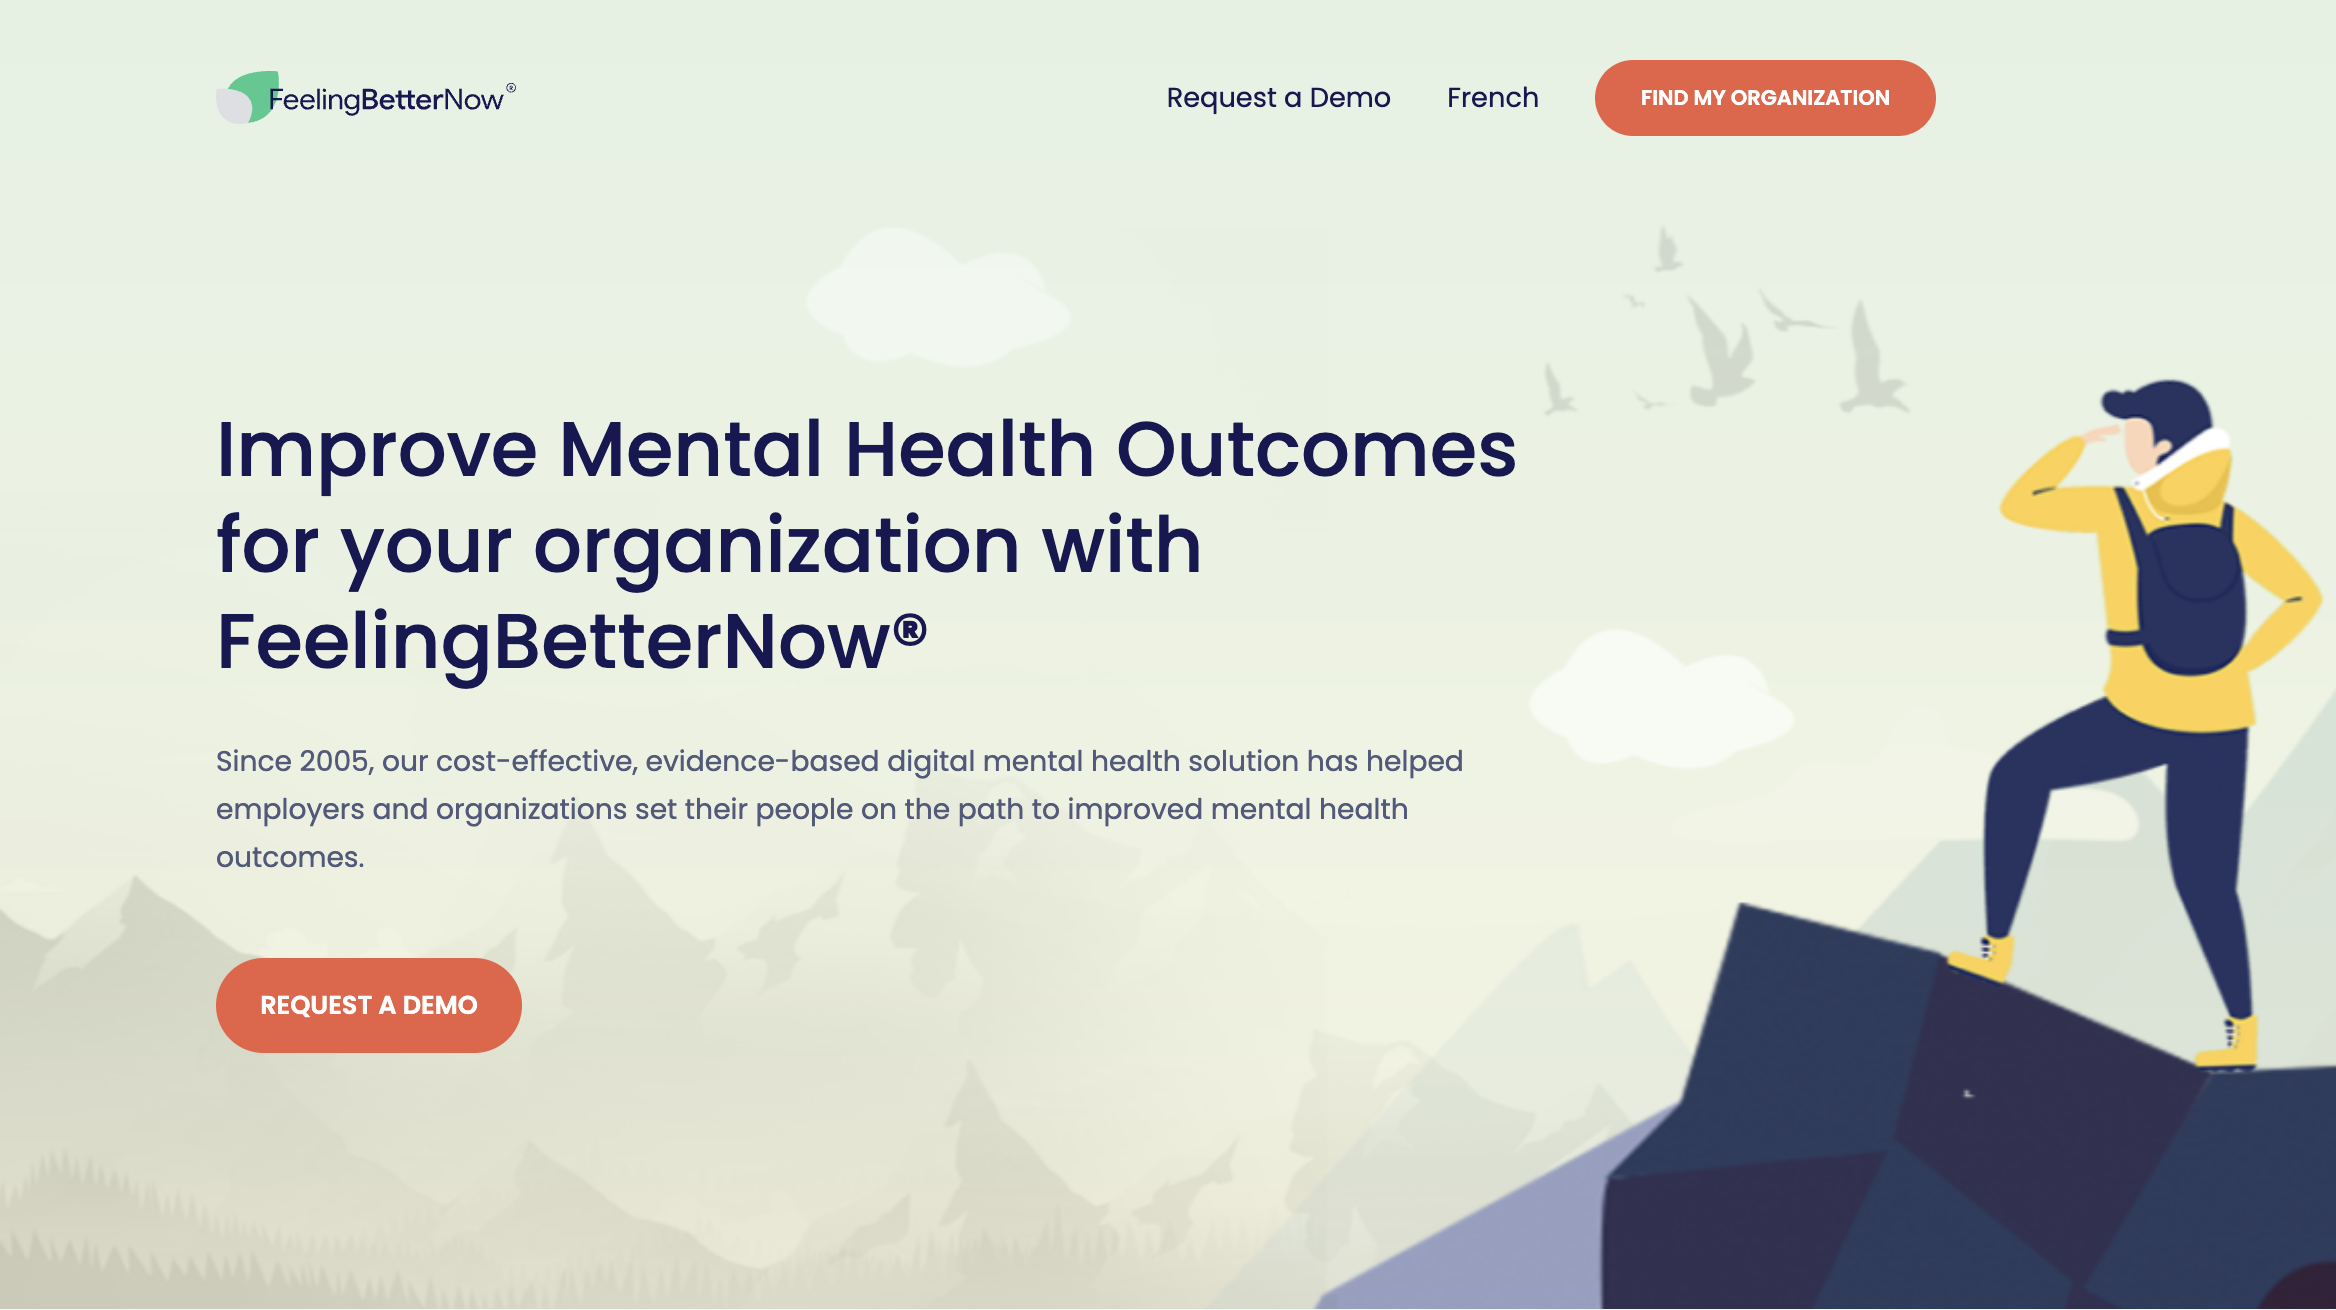 FeelingBetterNow®
Request a Demo
French
FIND MY ORGANIZATION
Improve Mental Health Outcomes
for your organization with
FeelingBetterNow®
Since 2005, our cost-effective, evidence-based digital mental health solution has helped
employers and organizations set their people on the path to improved mental health
outcomes.
REQUEST A DEMO